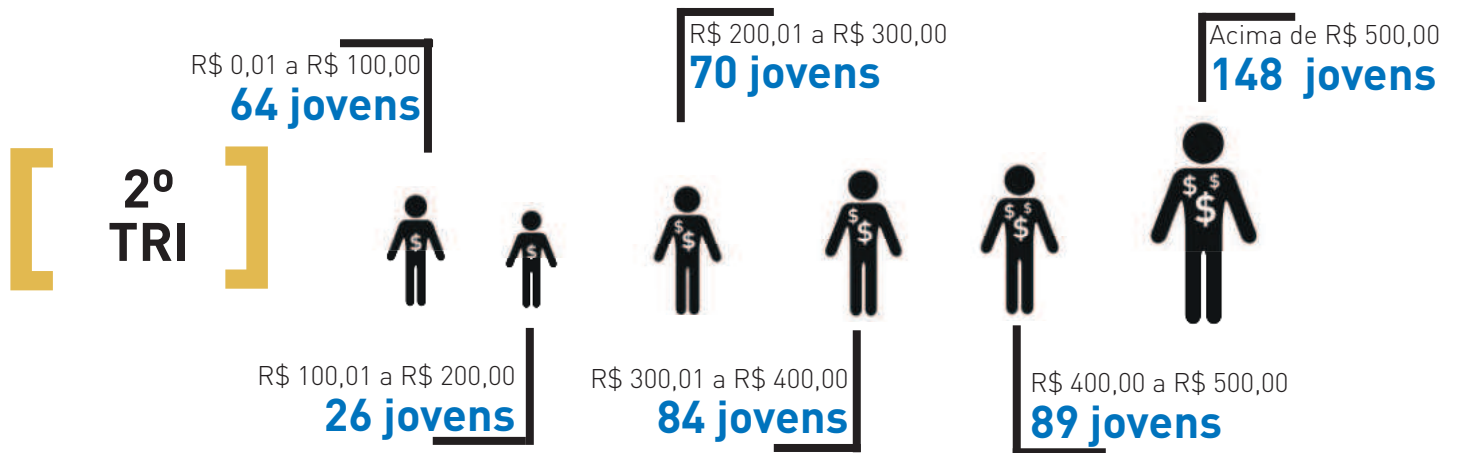 2º
TRI
R$ 0,01 a R$ 100,00
64 jovens
R$ 100,01 a R$ 200,00
26 jovens
R$ 200,01 a R$ 300,00
70 jovens
R$ 300,01 a R$ 400,00
84 jovens
R$ 400,00 a R$ 500,00
89 jovens
Acima de R$ 500,00
148 jovens
$
$
$
$
$
$
$
$
$
$
$
$